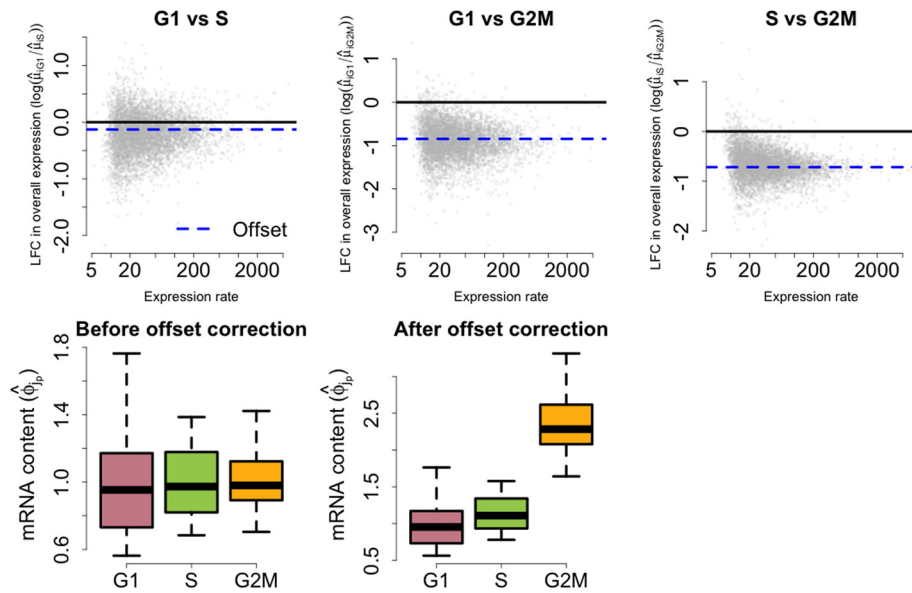 G1 vs S
LFC in overall expression (log(μ̂iG1/μ̂iS))
1.0
0.0
-1.0
-2.0
Offset
5 20 200 2000
Expression rate
G1 vs G2M
LFC in overall expression (log(μ̂iG1/μ̂iG2M))
1
0
-1
-2
-3
5 20 200 2000
Expression rate
S vs G2M
LFC in overall expression (log(μ̂iS/μ̂iG2M))
1
0
-1
-2
5 20 200 2000
Expression rate
Before offset correction
mRNA content (ϕ̂jp)
1.8
1.4
1.0
0.6
G1 S G2M
After offset correction
mRNA content (ϕ̂jp)
2.5
1.5
0.5
G1 S G2M